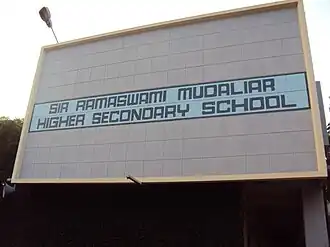 SIR RAMASWAMI MUDALIAR
HIGHER SECONDARY SCHOOL